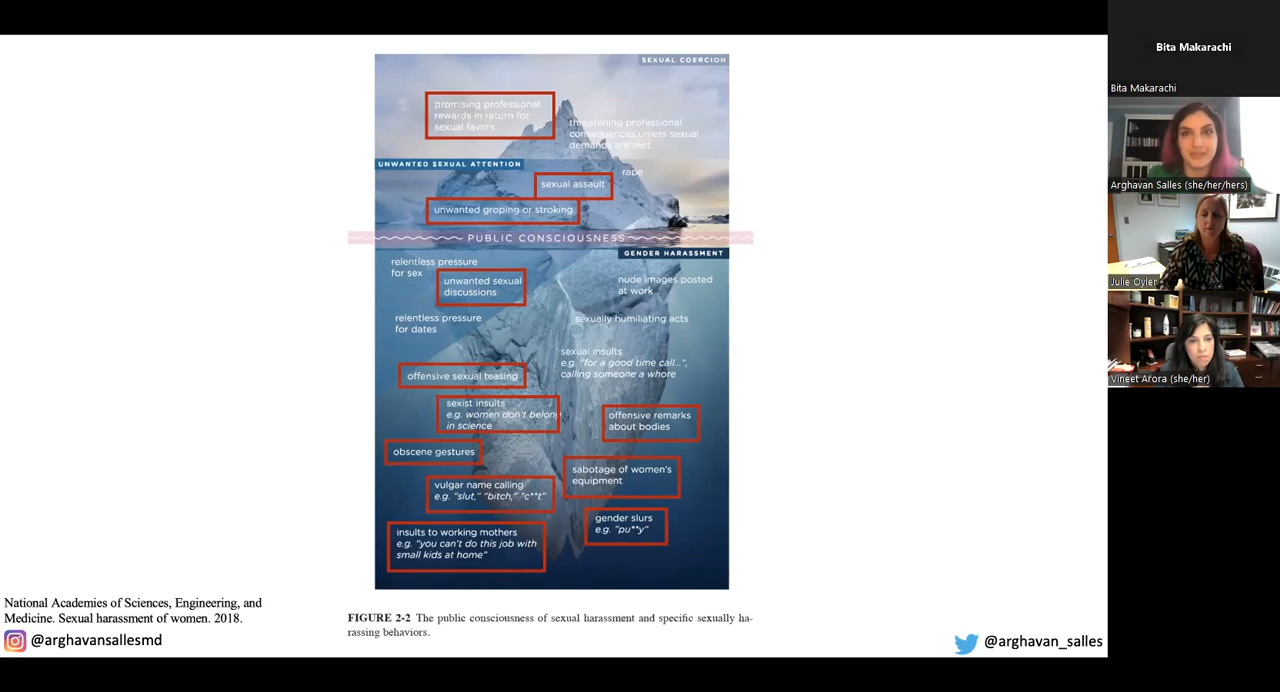 SEXUAL COERCION
promising professional
rewards in return for
sexual favors
threatening professional
consequences unless sexual
demands are met
UNWANTED SEXUAL ATTENTION
rape
sexual assault
unwanted groping or stroking
PUBLIC CONSCIOUSNESS
GENDER HARASSMENT
relentless pressure
for sex
unwanted sexual
discussions
nude images posted
at work
relentless pressure
for dates
sexually humiliating acts
sexual insults
e.g. "for a good time call...",
calling someone a whore
offensive sexual teasing
sexist insults
e.g. women don't belong
in science
offensive remarks
about bodies
obscene gestures
sabotage of women's
equipment
vulgar name calling
e.g. "slut," "bitch," "c**t"
gender slurs
e.g. "pu**y"
insults to working mothers
e.g. "you can't do this job with
small kids at home"
National Academies of Sciences, Engineering, and
Medicine. Sexual harassment of women. 2018.
@arghavansallesmd
FIGURE 2-2 The public consciousness of sexual harassment and specific sexually ha-
rassing behaviors.
@arghavan_salles
Bita Makarachi
Bita Makarachi
Arghavan Salles (she/her/hers)
Julie Oyler
Vineet Arora (she/her)